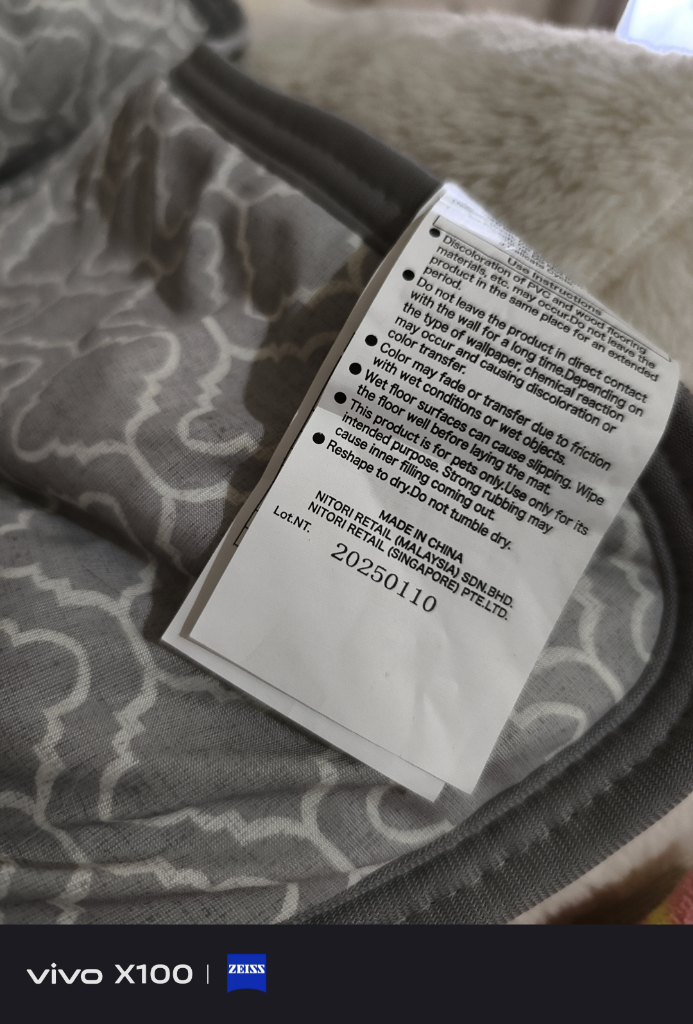 Use Instructions
● Discoloration of PVC and wood flooring
materials, etc. may occur.Do not leave the
product in the same place for an extended
period.
● Do not leave the product in direct contact
with the wall for a long time.Depending on
the type of wallpaper, chemical reaction
may occur and causing discoloration or
color transfer.
● Color may fade or transfer due to friction
with wet conditions or wet objects.
● Wet floor surfaces can cause slipping. Wipe
the floor well before laying the mat.
● This product is for pets only.Use only for its
intended purpose. Strong rubbing may
cause inner filling coming out.
● Reshape to dry.Do not tumble dry.
MADE IN CHINA
NITORI RETAIL (MALAYSIA) SDN.BHD.
NITORI RETAIL (SINGAPORE) PTE.LTD.
Lot.NT.
20250110
vivo X100 | ZEISS